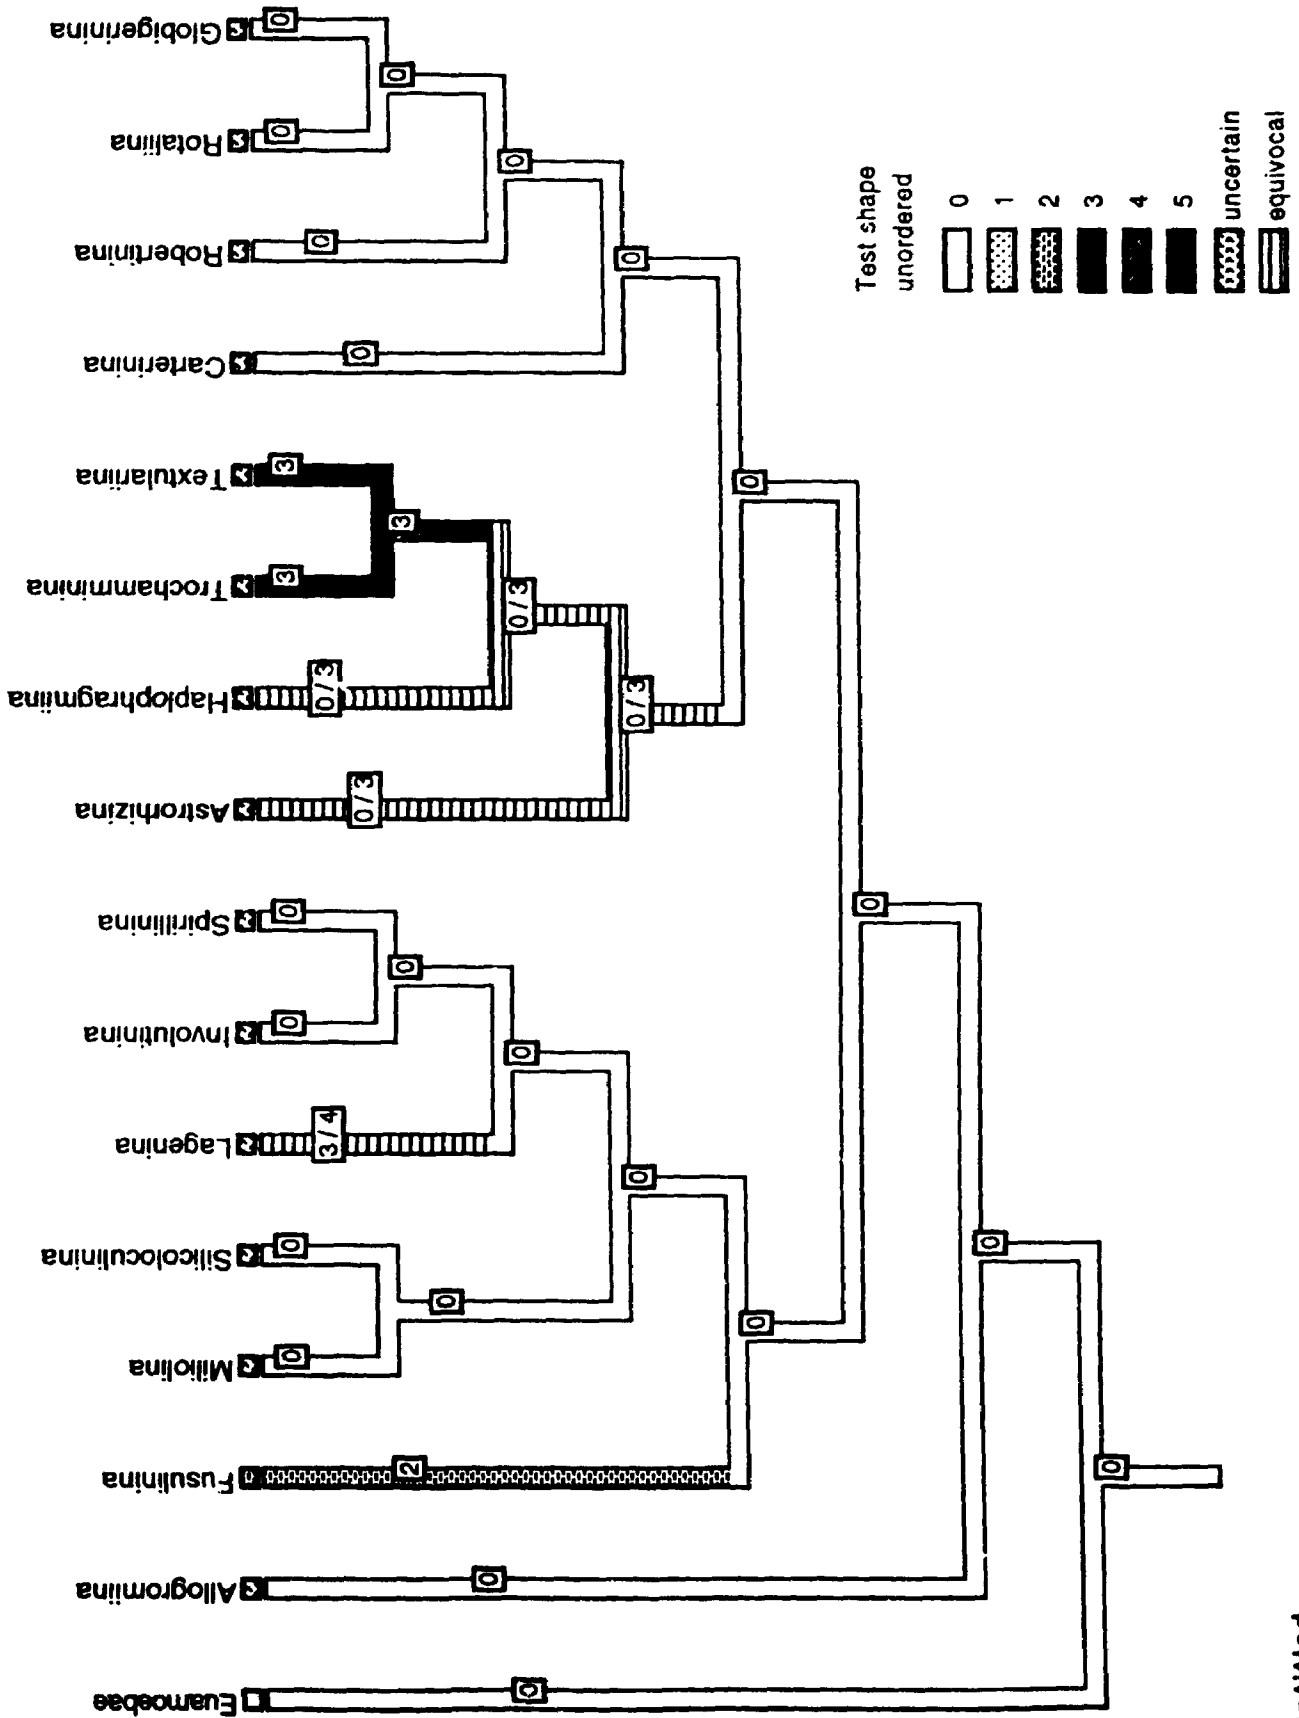 Euamoebae
Allogromiina
Fusulinina
Miliolina
Silicoloculinina
Lagenina
Involutinina
Spirillinina
Astrorhizina
Haplophragmiina
Trochamminina
Textulariina
Carterinina
Robertinina
Rotaliina
Globigerinina
0
0
2
0
0
3 / 4
0
0
0 / 3
0 / 3
3
3
0
0
0
0
0
0
0
0
0
0
0 / 3
0 / 3
3
0
0
0
0
0
0
0
Test shape
unordered
0
1
2
3
4
5
uncertain
equivocal